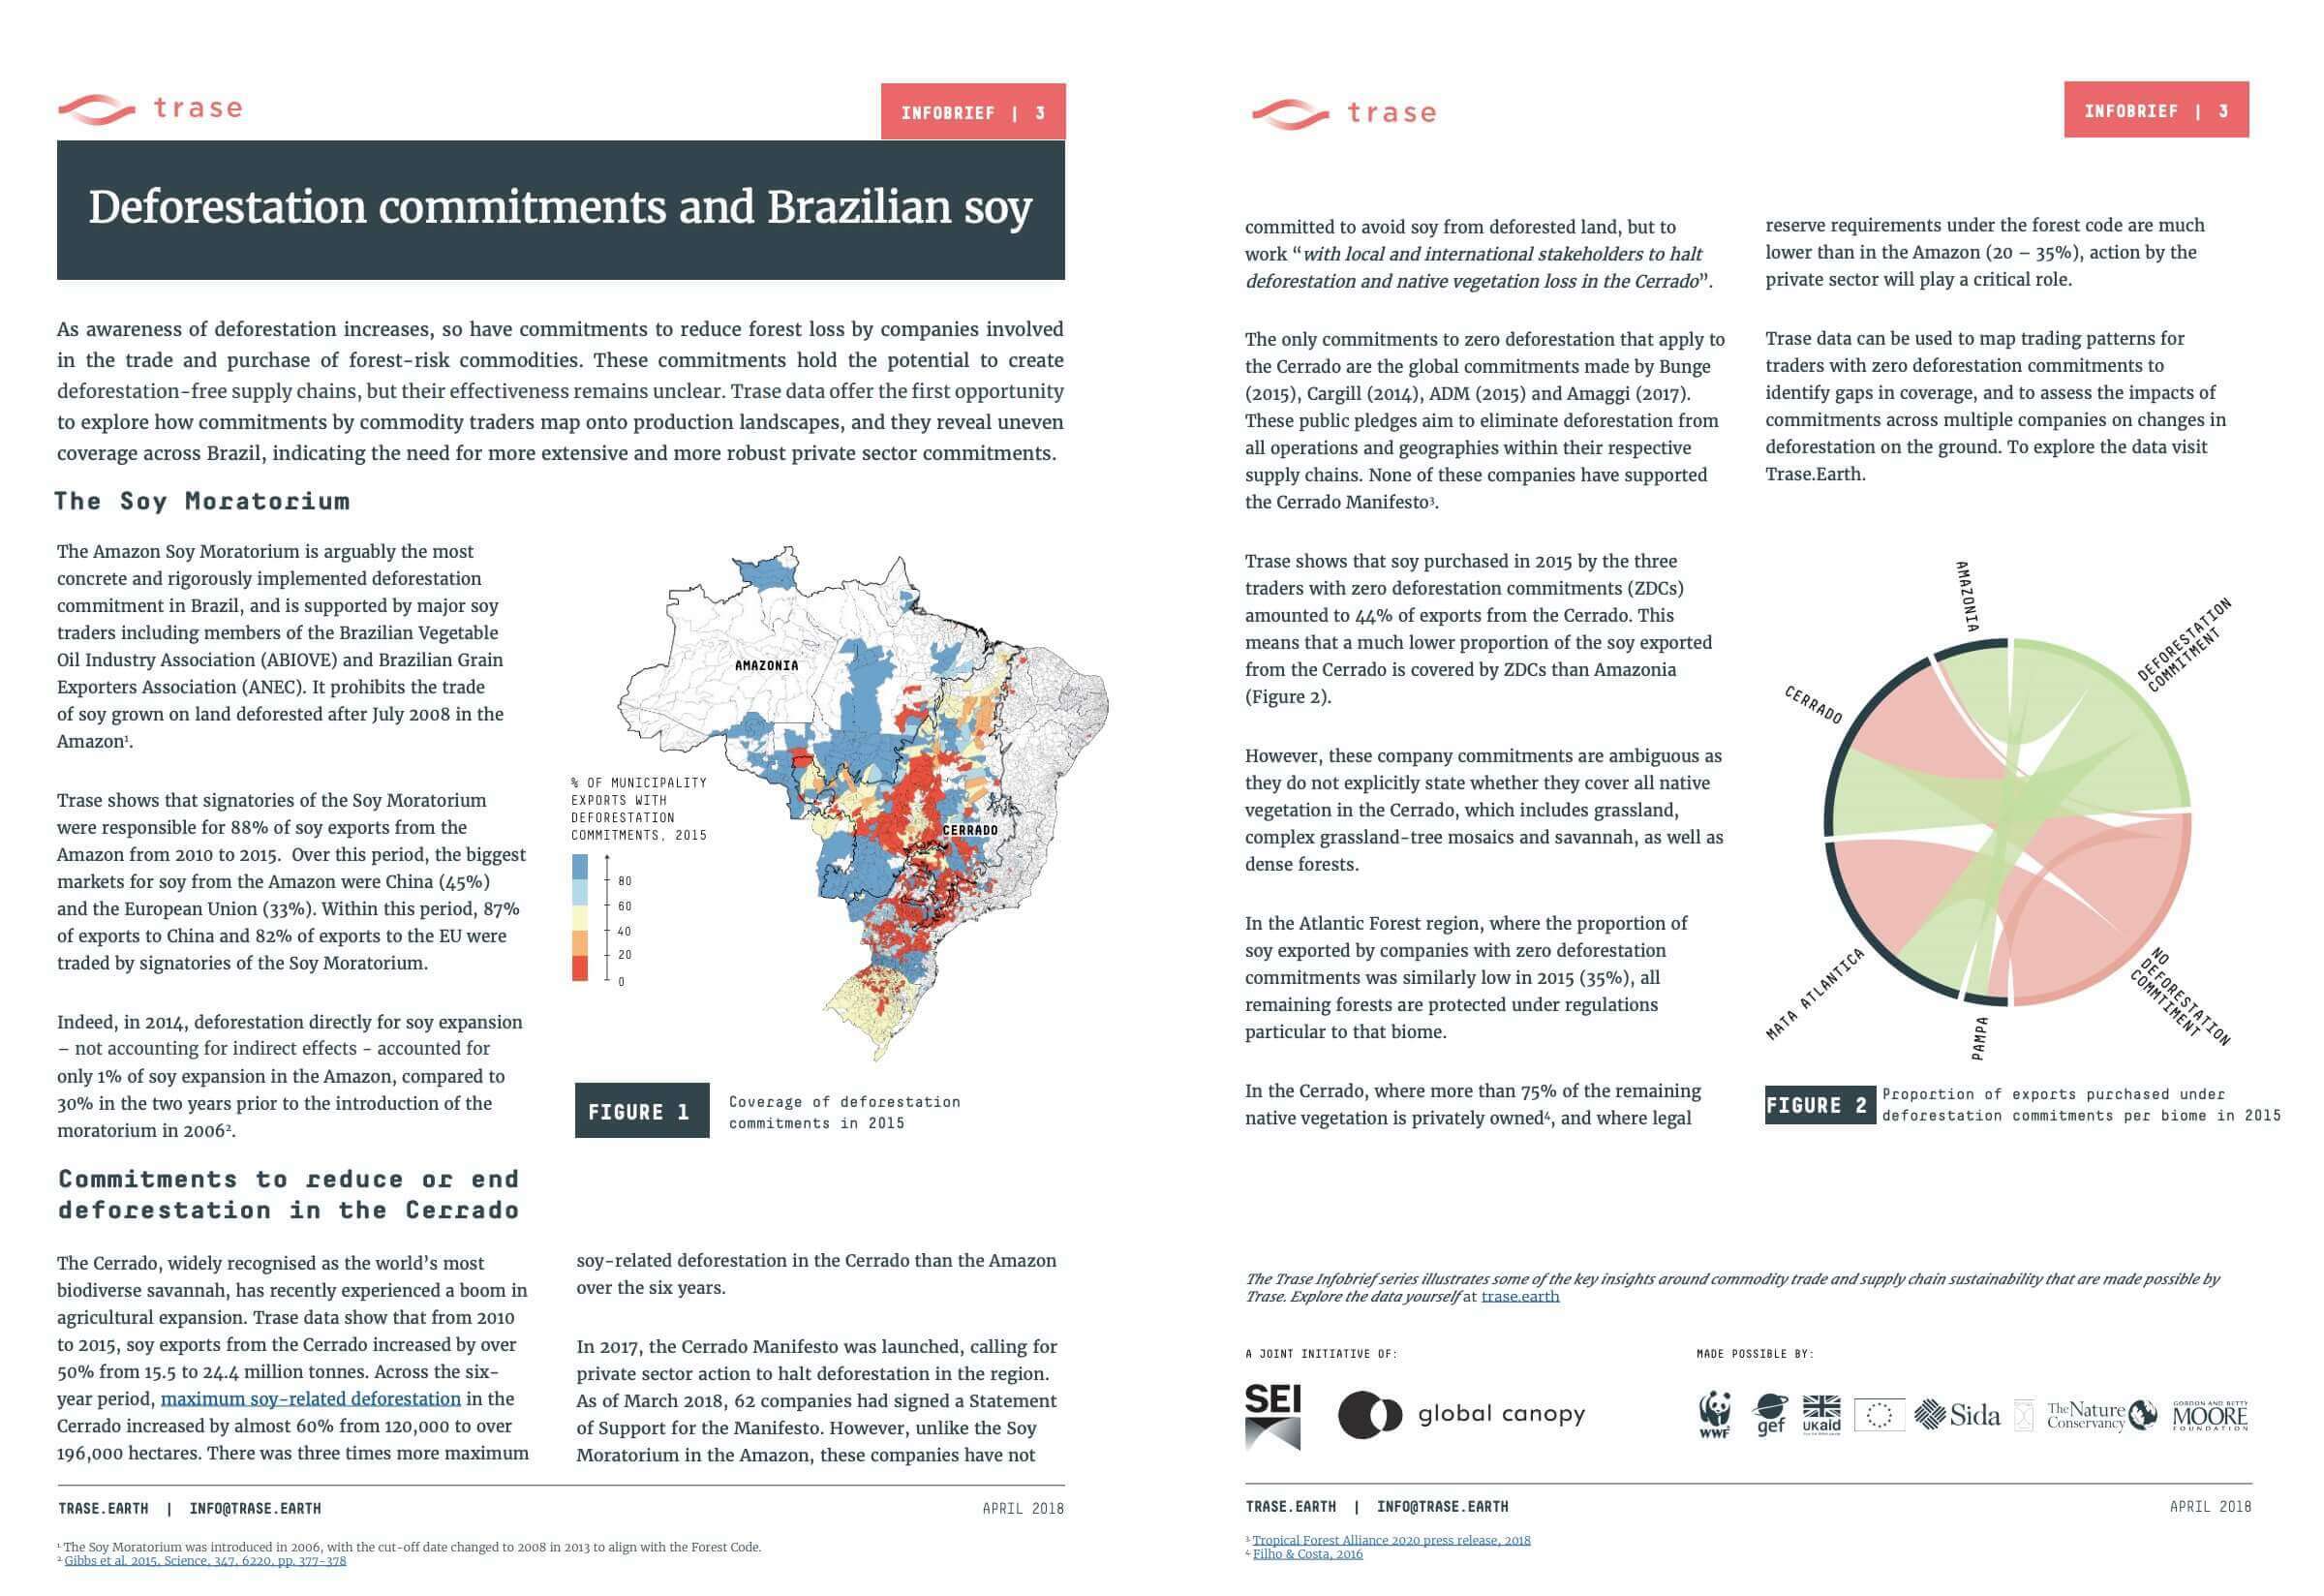 trase
INFOBRIEF | 3
Deforestation commitments and Brazilian soy
As awareness of deforestation increases, so have commitments to reduce forest loss by companies involved
in the trade and purchase of forest-risk commodities. These commitments hold the potential to create
deforestation-free supply chains, but their effectiveness remains unclear. Trase data offer the first opportunity
to explore how commitments by commodity traders map onto production landscapes, and they reveal uneven
coverage across Brazil, indicating the need for more extensive and more robust private sector commitments.
The Soy Moratorium
The Amazon Soy Moratorium is arguably the most
concrete and rigorously implemented deforestation
commitment in Brazil, and is supported by major soy
traders including members of the Brazilian Vegetable
Oil Industry Association (ABIOVE) and Brazilian Grain
Exporters Association (ANEC). It prohibits the trade
of soy grown on land deforested after July 2008 in the
Amazon¹.
Trase shows that signatories of the Soy Moratorium
were responsible for 88% of soy exports from the
Amazon from 2010 to 2015. Over this period, the biggest
markets for soy from the Amazon were China (45%)
and the European Union (33%). Within this period, 87%
of exports to China and 82% of exports to the EU were
traded by signatories of the Soy Moratorium.
Indeed, in 2014, deforestation directly for soy expansion
– not accounting for indirect effects - accounted for
only 1% of soy expansion in the Amazon, compared to
30% in the two years prior to the introduction of the
moratorium in 2006².
AMAZONIA
CERRADO
% OF MUNICIPALITY
EXPORTS WITH
DEFORESTATION
COMMITMENTS, 2015
80
60
40
20
0
FIGURE 1
Coverage of deforestation
commitments in 2015
Commitments to reduce or end
deforestation in the Cerrado
The Cerrado, widely recognised as the world's most
biodiverse savannah, has recently experienced a boom in
agricultural expansion. Trase data show that from 2010
to 2015, soy exports from the Cerrado increased by over
50% from 15.5 to 24.4 million tonnes. Across the six-
year period, maximum soy-related deforestation in the
Cerrado increased by almost 60% from 120,000 to over
196,000 hectares. There was three times more maximum
soy-related deforestation in the Cerrado than the Amazon
over the six years.
In 2017, the Cerrado Manifesto was launched, calling for
private sector action to halt deforestation in the region.
As of March 2018, 62 companies had signed a Statement
of Support for the Manifesto. However, unlike the Soy
Moratorium in the Amazon, these companies have not
TRASE.EARTH | INFO@TRASE.EARTH
APRIL 2018
¹ The Soy Moratorium was introduced in 2006, with the cut-off date changed to 2008 in 2013 to align with the Forest Code.
² Gibbs et al. 2015, Science, 347, 6220, pp. 377-378
trase
INFOBRIEF | 3
committed to avoid soy from deforested land, but to
work “with local and international stakeholders to halt
deforestation and native vegetation loss in the Cerrado”.
The only commitments to zero deforestation that apply to
the Cerrado are the global commitments made by Bunge
(2015), Cargill (2014), ADM (2015) and Amaggi (2017).
These public pledges aim to eliminate deforestation from
all operations and geographies within their respective
supply chains. None of these companies have supported
the Cerrado Manifesto³.
Trase shows that soy purchased in 2015 by the three
traders with zero deforestation commitments (ZDCs)
amounted to 44% of exports from the Cerrado. This
means that a much lower proportion of the soy exported
from the Cerrado is covered by ZDCs than Amazonia
(Figure 2).
However, these company commitments are ambiguous as
they do not explicitly state whether they cover all native
vegetation in the Cerrado, which includes grassland,
complex grassland-tree mosaics and savannah, as well as
dense forests.
In the Atlantic Forest region, where the proportion of
soy exported by companies with zero deforestation
commitments was similarly low in 2015 (35%), all
remaining forests are protected under regulations
particular to that biome.
In the Cerrado, where more than 75% of the remaining
native vegetation is privately owned⁴, and where legal
reserve requirements under the forest code are much
lower than in the Amazon (20 – 35%), action by the
private sector will play a critical role.
Trase data can be used to map trading patterns for
traders with zero deforestation commitments to
identify gaps in coverage, and to assess the impacts of
commitments across multiple companies on changes in
deforestation on the ground. To explore the data visit
Trase.Earth.
AMAZONIA
DEFORESTATION
COMMITMENT
CERRADO
MATA ATLANTICA
PAMPA
NO
DEFORESTATION
COMMTIMENT
FIGURE 2
Proportion of exports purchased under
deforestation commitments per biome in 2015
The Trase Infobrief series illustrates some of the key insights around commodity trade and supply chain sustainability that are made possible by
Trase. Explore the data yourself at trase.earth
A JOINT INITIATIVE OF:
SEI
global canopy
MADE POSSIBLE BY:
WWF
gef
ukaid
Sida
The Nature
Conservancy
GORDON AND BETTY
MOORE
FOUNDATION
TRASE.EARTH | INFO@TRASE.EARTH
APRIL 2018
³ Tropical Forest Alliance 2020 press release, 2018
⁴ Filho & Costa, 2016